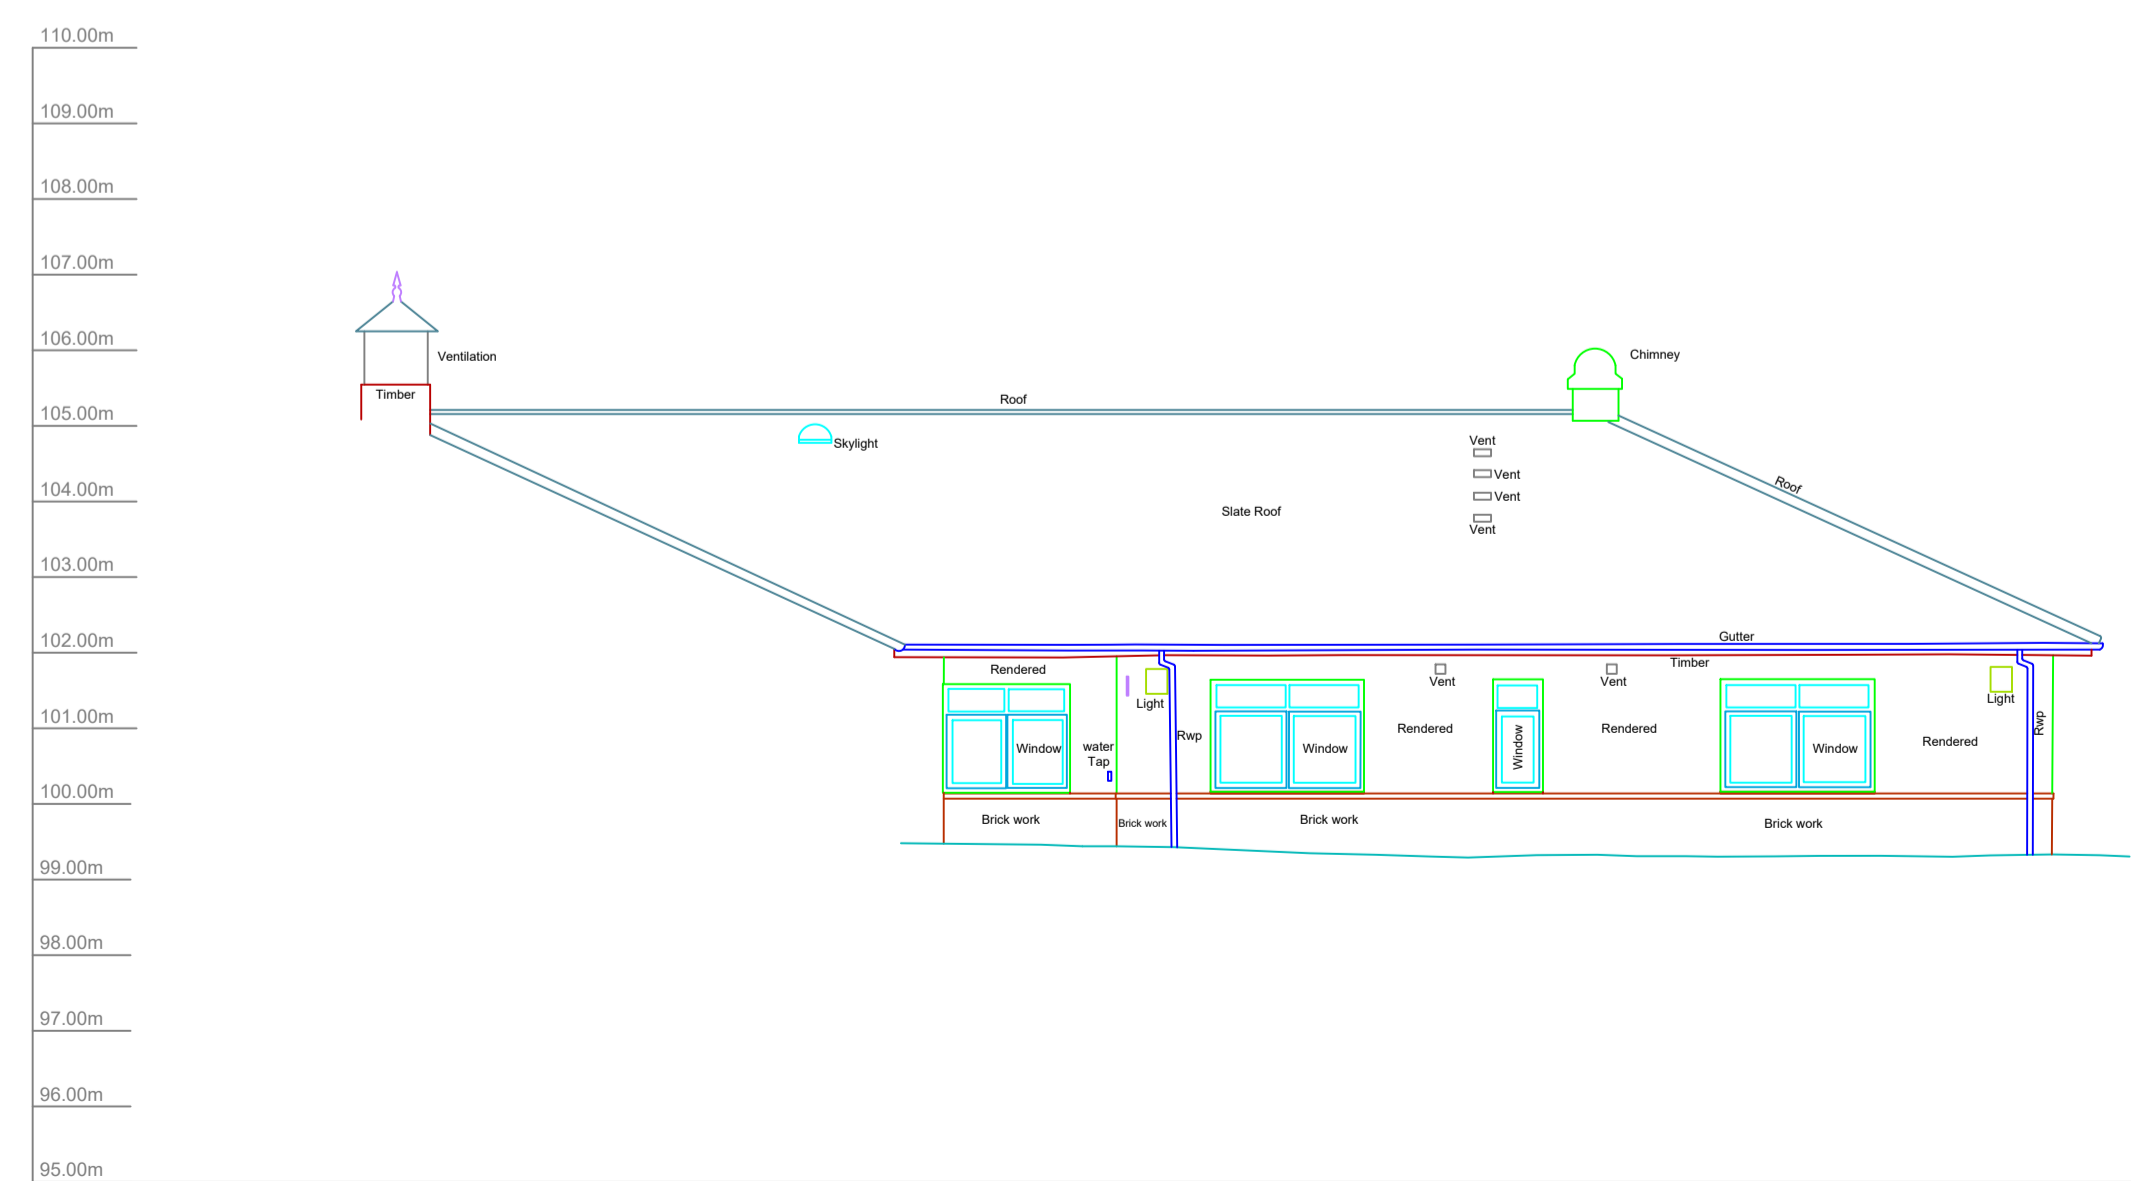 110.00m
109.00m
108.00m
107.00m
106.00m
105.00m
104.00m
103.00m
102.00m
101.00m
100.00m
99.00m
98.00m
97.00m
96.00m
95.00m
Ventilation
Timber
Chimney
Roof
Skylight
Vent
Vent
Vent
Vent
Roof
Slate Roof
Gutter
Timber
Rendered
Light
Vent
Vent
Light
Window
water
Tap
Rwp
Window
Rendered
Window
Rendered
Window
Rendered
Rwp
Brick work
Brick work
Brick work
Brick work